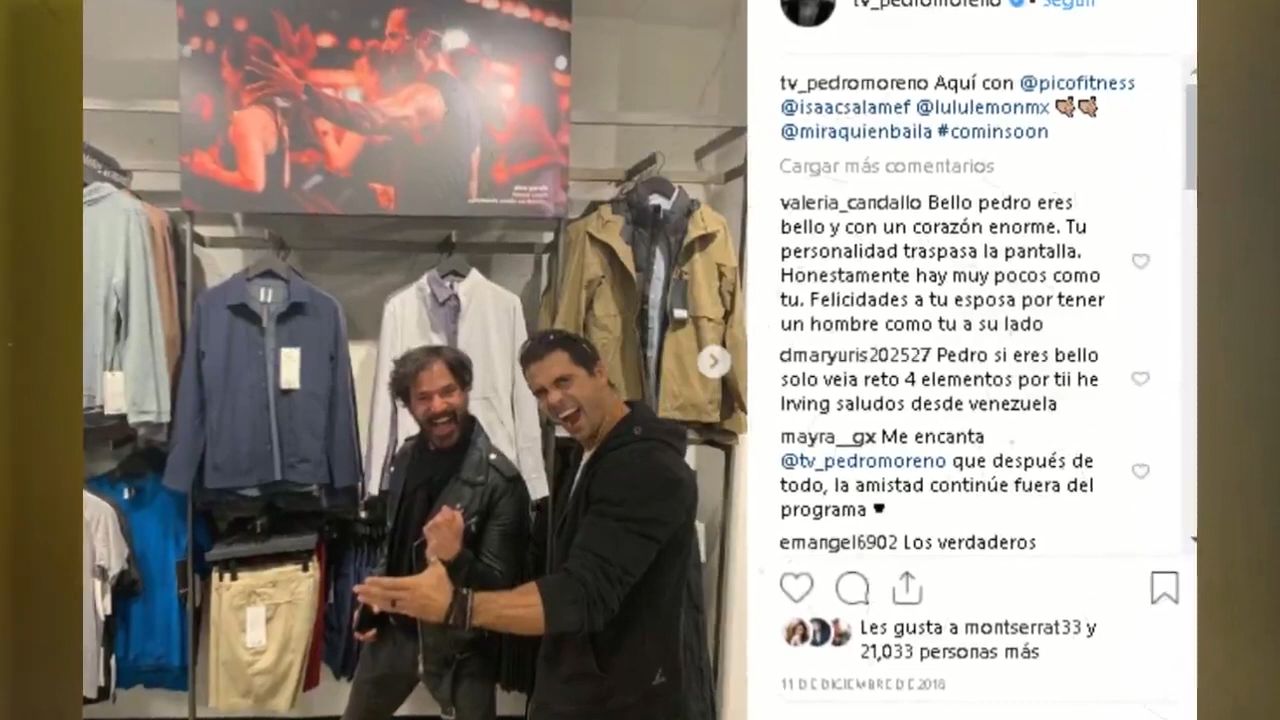 tv_pedromoreno • Seguir
tv_pedromoreno Aquí con @picofitness
@isaacsalamef @lululemonmx
@miraquienbaila #cominsoon
Cargar más comentarios
valeria_candallo Bello pedro eres
bello y con un corazón enorme. Tu
personalidad traspasa la pantalla.
Honestamente hay muy pocos como
tu. Felicidades a tu esposa por tener
un hombre como tu a su lado
dmaryuris202527 Pedro si eres bello
solo veia reto 4 elementos por tii he
Irving saludos desde venezuela
mayra__gx Me encanta
@tv_pedromoreno que después de
todo, la amistad continúe fuera del
programa
emangel6902 Los verdaderos
Les gusta a montserrat33 y
21,033 personas más
11 DE DICIEMBRE DE 2018